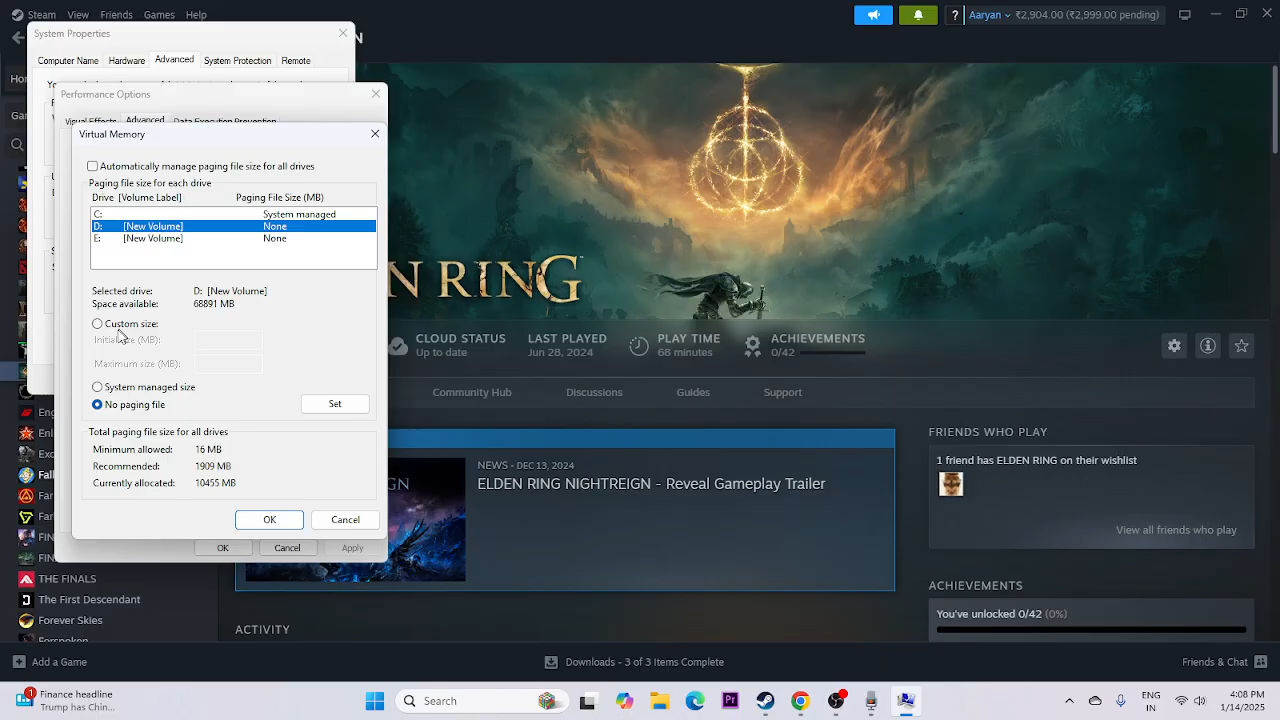 Steam View Friends Games Help
Aaryan ₹2,904.00 (₹2,999.00 pending)
System Properties
N
Computer Name Hardware Advanced System Protection Remote
Performance Options
Visual Effects Advanced Data Execution Prevention
Virtual Memory
Automatically manage paging file size for all drives
Paging file size for each drive
Drive [Volume Label] Paging File Size (MB)
C: System managed
D: [New Volume] None
E: [New Volume] None
Selected drive: D: [New Volume]
Space available: 68891 MB
Custom size:
Initial size (MB):
Maximum size (MB):
System managed size
No paging file
Set
Total paging file size for all drives
Minimum allowed: 16 MB
Recommended: 1909 MB
Currently allocated: 10455 MB
OK Cancel
OK Cancel Apply
N RING
CLOUD STATUS
Up to date
LAST PLAYED
Jun 28, 2024
PLAY TIME
68 minutes
ACHIEVEMENTS
0/42
Community Hub Discussions Guides Support
NEWS - DEC 13, 2024
ELDEN RING NIGHTREIGN - Reveal Gameplay Trailer
FRIENDS WHO PLAY
1 friend has ELDEN RING on their wishlist
View all friends who play
ACHIEVEMENTS
You've unlocked 0/42 (0%)
ACTIVITY
THE FINALS
The First Descendant
Forever Skies
Forspoken
Add a Game
Downloads - 3 of 3 Items Complete
Friends & Chat
1
Finance headline
Trump has Chin...
Search
ENG
IN
4:08 PM
1/14/2025